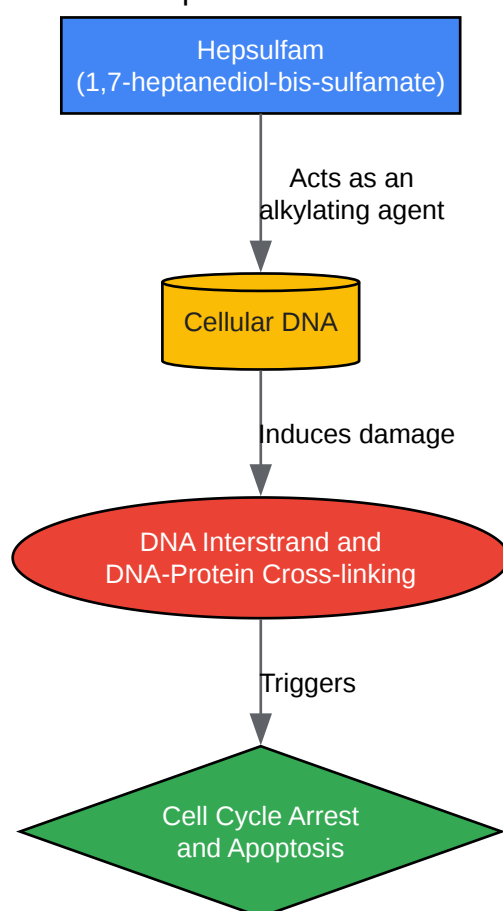 Hepsulfam
(1,7-heptanediol-bis-sulfamate)
Acts as an
alkylating agent
Cellular DNA
Induces damage
DNA Interstrand and
DNA-Protein Cross-linking
Triggers
Cell Cycle Arrest
and Apoptosis